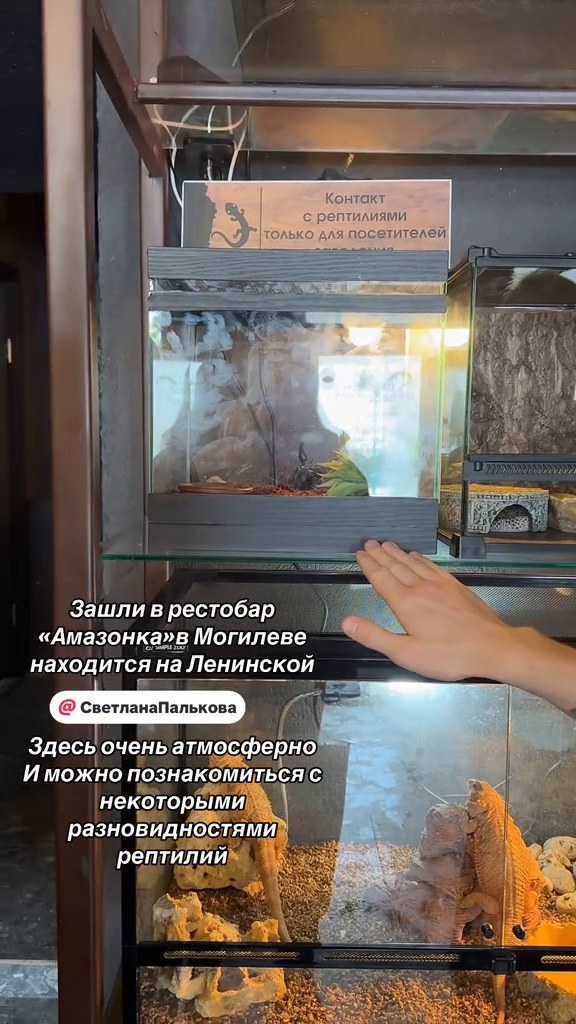 Контакт
с рептилиями
только для посетителей
заведения
Зашли в рестобар
«Амазонка»в Могилеве
находится на Ленинской
@ СветланаПалькова
Здесь очень атмосферно
И можно познакомиться с
некоторыми
разновидностями
рептилий